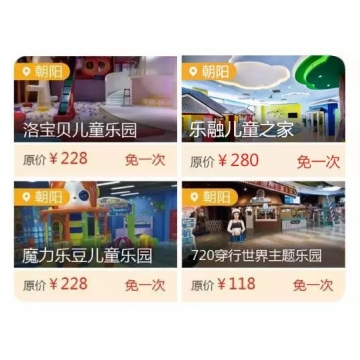 朝阳
洛宝贝儿童乐园
原价￥228 免一次
朝阳
乐融儿童之家
原价￥280 免一次
朝阳
魔力乐豆儿童乐园
原价￥228 免一次
朝阳
720穿行世界主题乐园
原价￥118 免一次